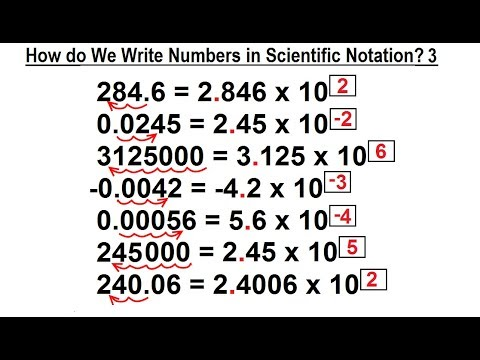 How do We Write Numbers in Scientific Notation? 3
284.6 = 2.846 x 10 2
0.0245 = 2.45 x 10 -2
3125000 = 3.125 x 10 6
-0.0042 = -4.2 x 10 -3
0.00056 = 5.6 x 10 -4
245000 = 2.45 x 10 5
240.06 = 2.4006 x 10 2